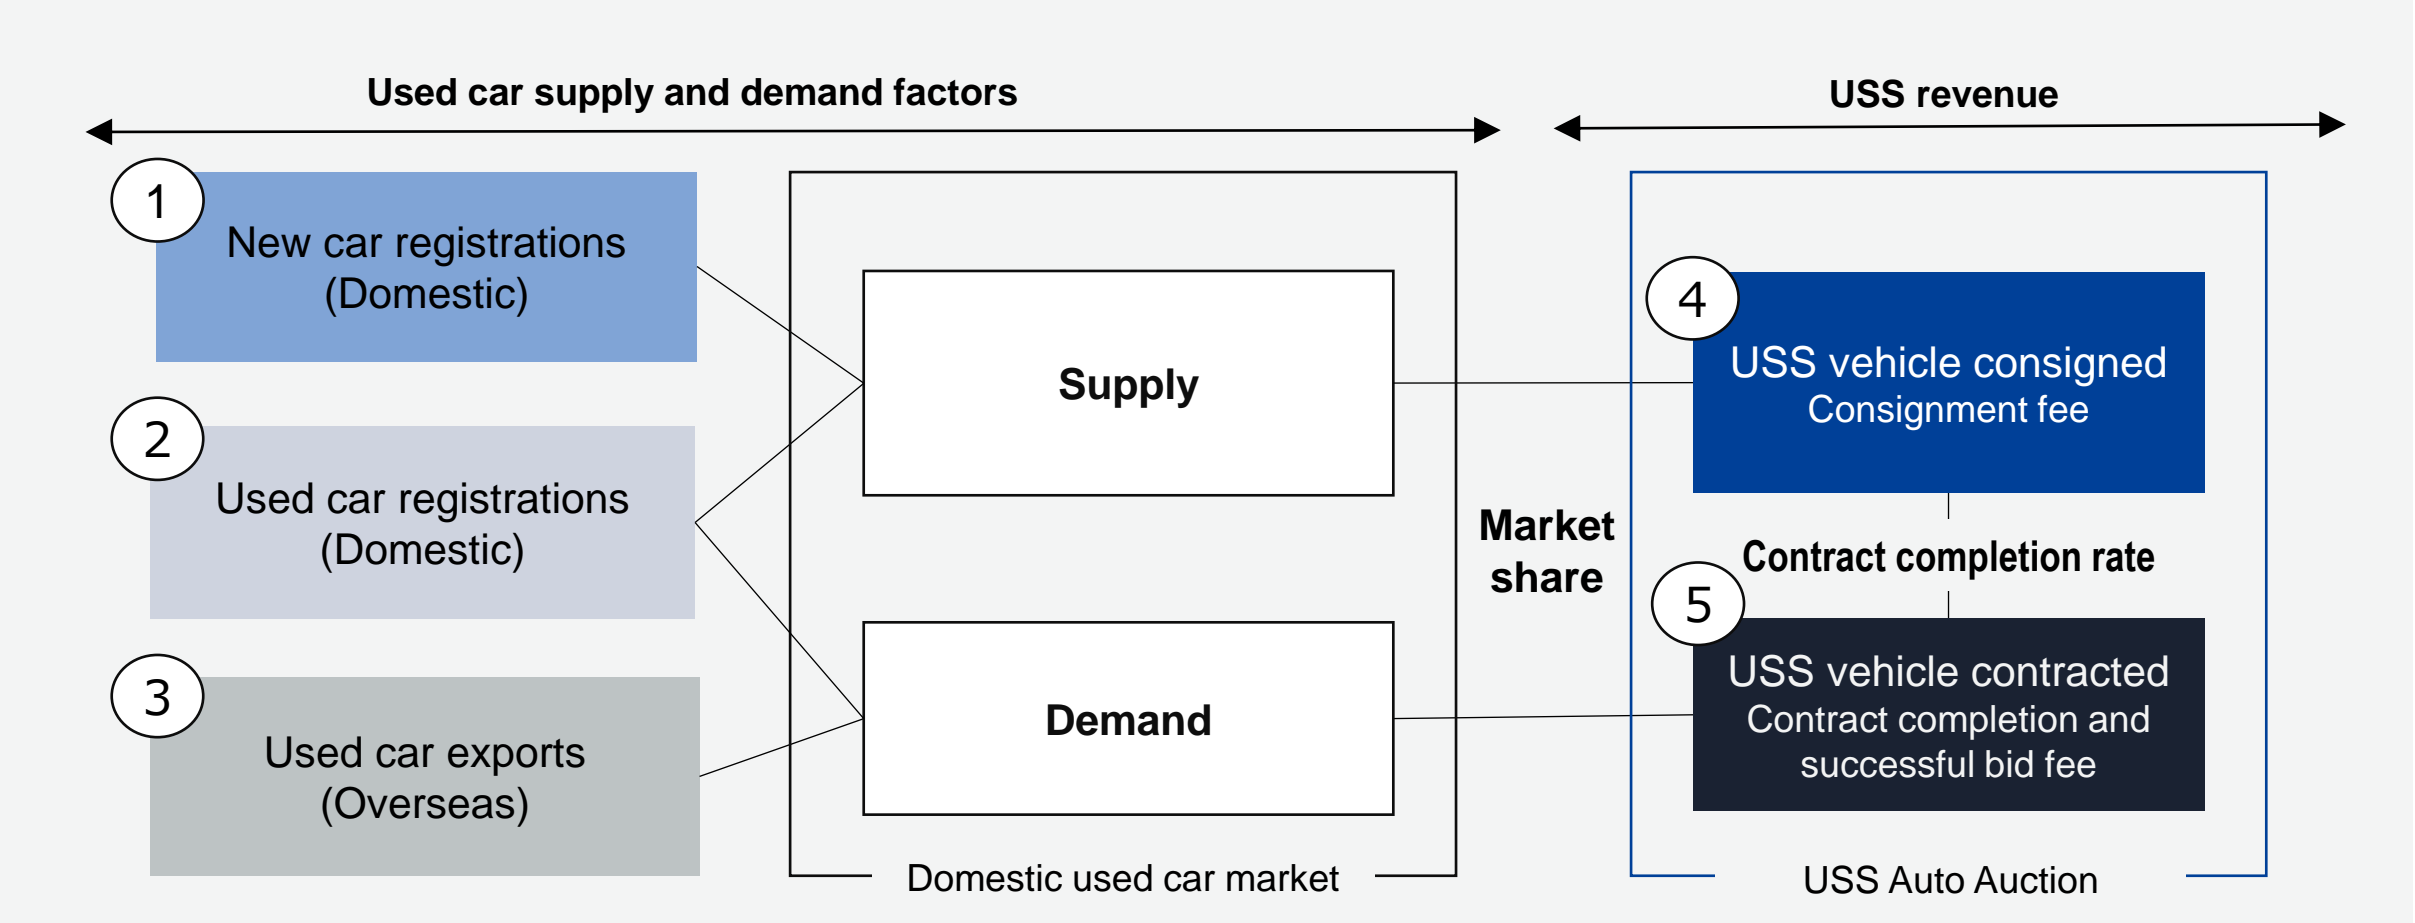 Used car supply and demand factors
USS revenue
1
New car registrations
(Domestic)
2
Used car registrations
(Domestic)
3
Used car exports
(Overseas)
Supply
Demand
Domestic used car market
Market
share
4
USS vehicle consigned
Consignment fee
Contract completion rate
5
USS vehicle contracted
Contract completion and
successful bid fee
USS Auto Auction